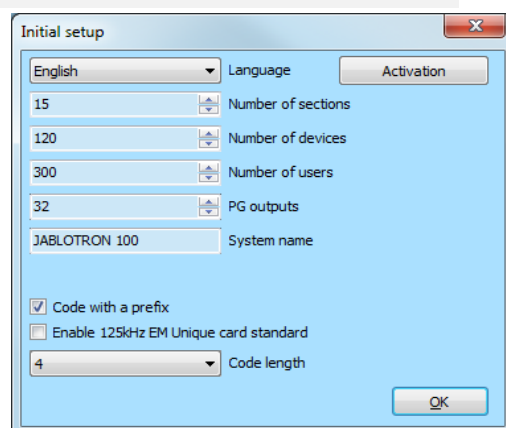 Initial setup
English Language Activation
15 Number of sections
120 Number of devices
300 Number of users
32 PG outputs
JABLOTRON 100 System name
Code with a prefix
Enable 125kHz EM Unique card standard
4 Code length
OK